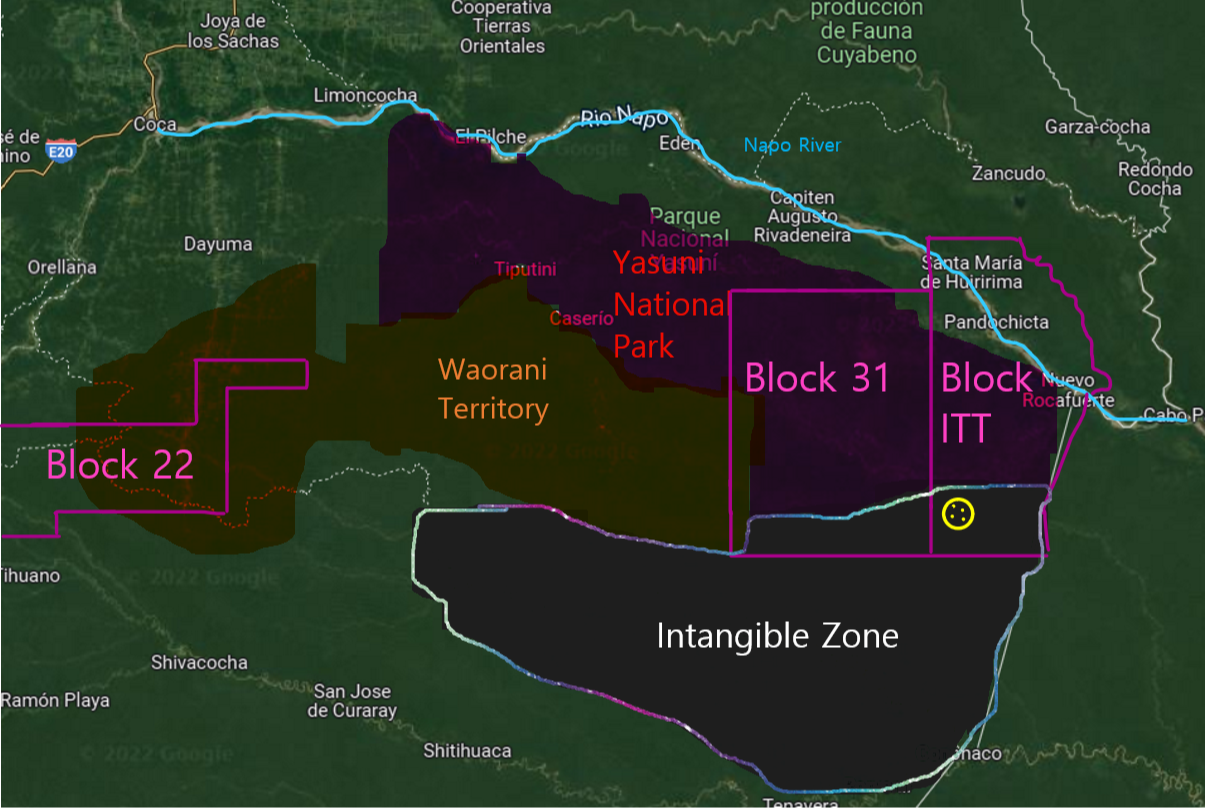 Cooperativa
Tierras
Orientales
producción
de Fauna
Cuyabeno
Joya de
los Sachas
Limoncocha
Coca
sé de
ino
E20
El Pilche
Rio Napo
Eden
Napo River
Garza-cocha
Zancudo
Redondo
Cocha
Capiten
Augusto
Rivadeneira
Parque
Nacional
Yasuní
Dayuma
Orellana
Tiputini
Yasuni
National
Park
Caserío
Santa María
de Huiririma
Pandochicta
Waorani
Territory
Block 31
Block
ITT
Nuevo
Rocafuerte
Cabo P
Block 22
© 2022 Google
© 2022 Google
Tihuano
Intangible Zone
Shivacocha
Ramón Playa
San Jose
de Curaray
Shitihuaca
© 2022 Google
naco
Tenavera